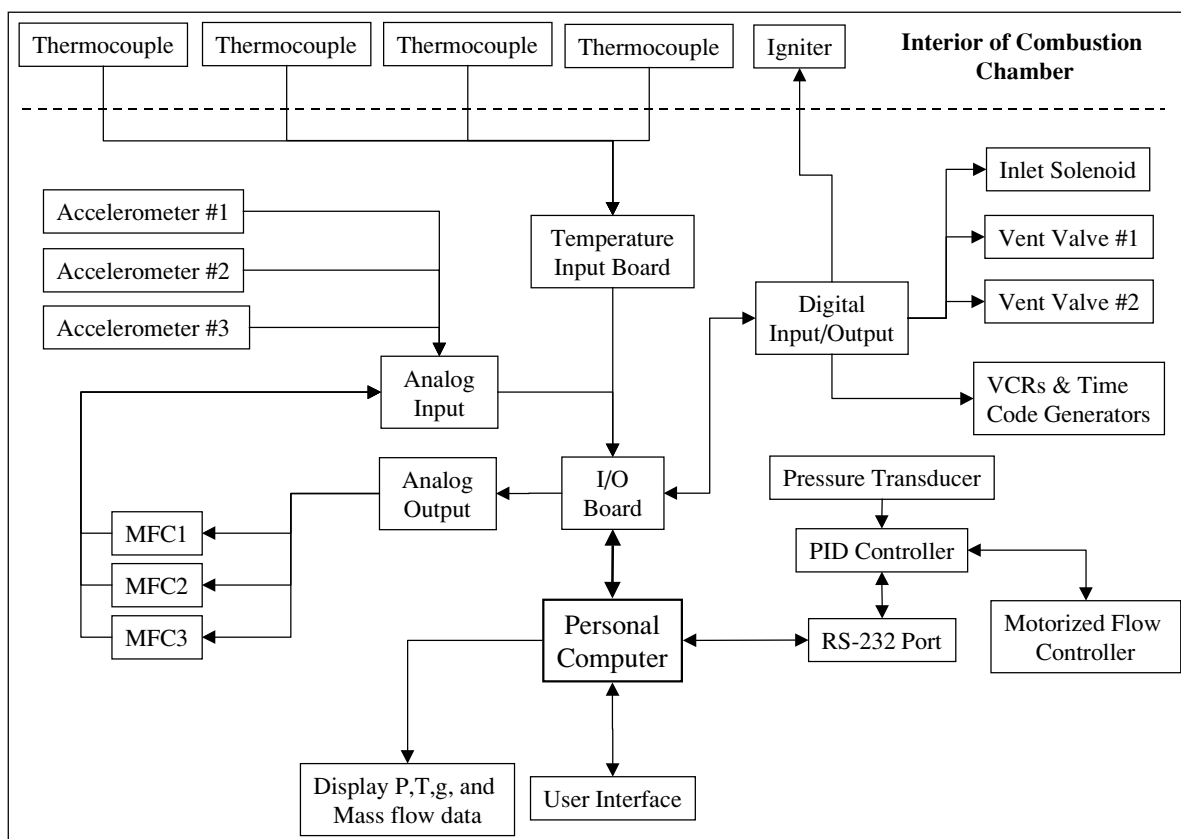 Thermocouple
Thermocouple
Thermocouple
Thermocouple
Igniter
Interior of Combustion
Chamber
Inlet Solenoid
Accelerometer #1
Temperature
Input Board
Vent Valve #1
Accelerometer #2
Vent Valve #2
Digital
Input/Output
Accelerometer #3
Analog
Input
VCRs & Time
Code Generators
Analog
Output
I/O
Board
Pressure Transducer
MFC1
PID Controller
MFC2
MFC3
Personal
Computer
RS-232 Port
Motorized Flow
Controller
Display P,T,g, and
Mass flow data
User Interface